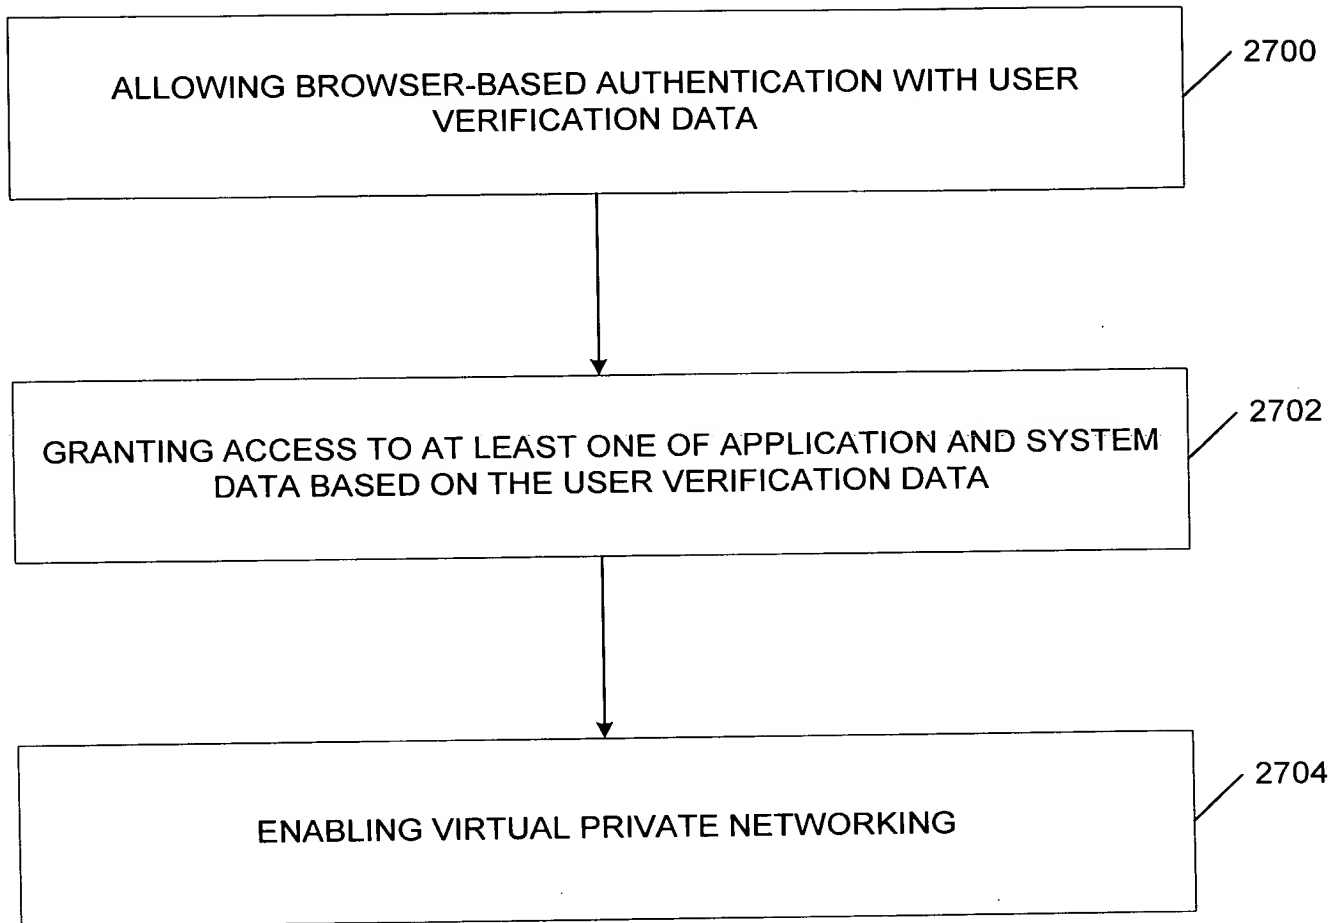 ALLOWING BROWSER-BASED AUTHENTICATION WITH USER
VERIFICATION DATA
2700
GRANTING ACCESS TO AT LEAST ONE OF APPLICATION AND SYSTEM
DATA BASED ON THE USER VERIFICATION DATA
2702
ENABLING VIRTUAL PRIVATE NETWORKING
2704